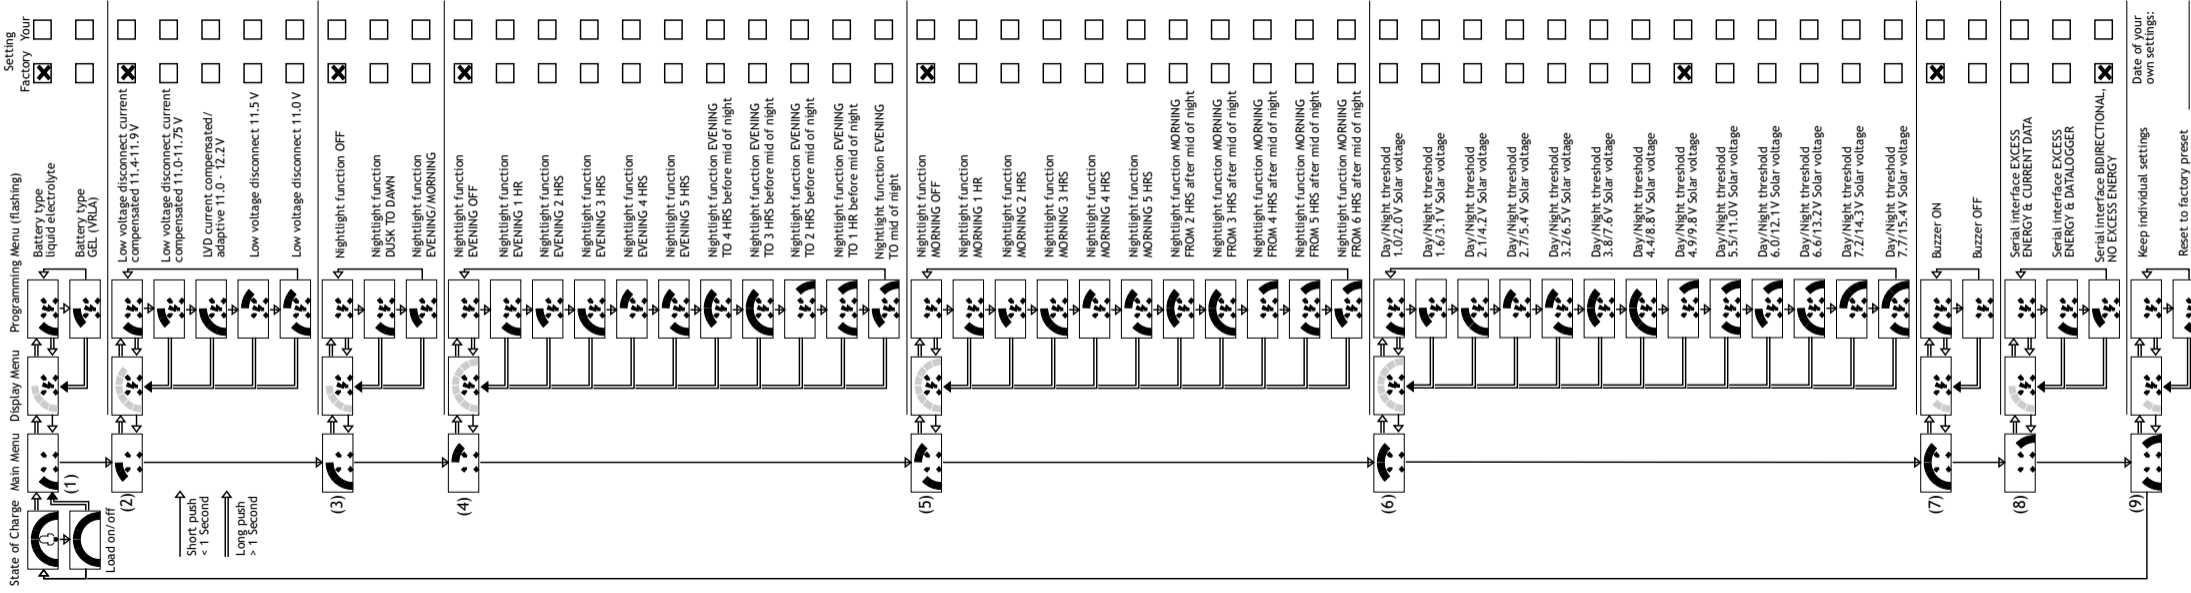 Setting
Factory Your
State of Charge Main Menu Display Menu Programming Menu (flashing)
Battery type
liquid electrolyte
Battery type
GEL (VRLA)
(1)
Load on/off
Low voltage disconnect current
compensated 11.4-11.9 V
Low voltage disconnect current
compensated 11.0-11.75 V
LVD current compensated/
adaptive 11.0 - 12.2 V
Low voltage disconnect 11.5 V
Low voltage disconnect 11.0 V
(2)
Short push
< 1 Second
Long push
> 1 Second
Nightlight function OFF
Nightlight function
DUSK TO DAWN
Nightlight function
EVENING/MORNING
(3)
Nightlight function
EVENING OFF
Nightlight function
EVENING 1 HR
Nightlight function
EVENING 2 HRS
Nightlight function
EVENING 3 HRS
Nightlight function
EVENING 4 HRS
Nightlight function
EVENING 5 HRS
Nightlight function EVENING
TO 4 HRS before mid of night
Nightlight function EVENING
TO 3 HRS before mid of night
Nightlight function EVENING
TO 2 HRS before mid of night
Nightlight function EVENING
TO 1 HR before mid of night
Nightlight function EVENING
TO mid of night
(4)
Nightlight function
MORNING OFF
Nightlight function
MORNING 1 HR
Nightlight function
MORNING 2 HRS
Nightlight function
MORNING 3 HRS
Nightlight function
MORNING 4 HRS
Nightlight function
MORNING 5 HRS
Nightlight function MORNING
FROM 2 HRS after mid of night
Nightlight function MORNING
FROM 3 HRS after mid of night
Nightlight function MORNING
FROM 4 HRS after mid of night
Nightlight function MORNING
FROM 5 HRS after mid of night
Nightlight function MORNING
FROM 6 HRS after mid of night
(5)
Day/Night threshold
1.0/2.0 V Solar voltage
Day/Night threshold
1.6/3.1 V Solar voltage
Day/Night threshold
2.1/4.2 V Solar voltage
Day/Night threshold
2.7/5.4 V Solar voltage
Day/Night threshold
3.2/6.5 V Solar voltage
Day/Night threshold
3.8/7.6 V Solar voltage
Day/Night threshold
4.4/8.8 V Solar voltage
Day/Night threshold
4.9/9.8 V Solar voltage
Day/Night threshold
5.5/11.0 V Solar voltage
Day/Night threshold
6.0/12.1 V Solar voltage
Day/Night threshold
6.6/13.2 V Solar voltage
Day/Night threshold
7.2/14.3 V Solar voltage
Day/Night threshold
7.7/15.4 V Solar voltage
(6)
Buzzer ON
Buzzer OFF
(7)
Serial interface EXCESS
ENERGY & CURRENT DATA
Serial interface EXCESS
ENERGY & DATALOGGER
Serial interface BIDIRECTIONAL,
NO EXCESS ENERGY
(8)
Keep individual settings
Reset to factory preset
(9)
Date of your
own settings: